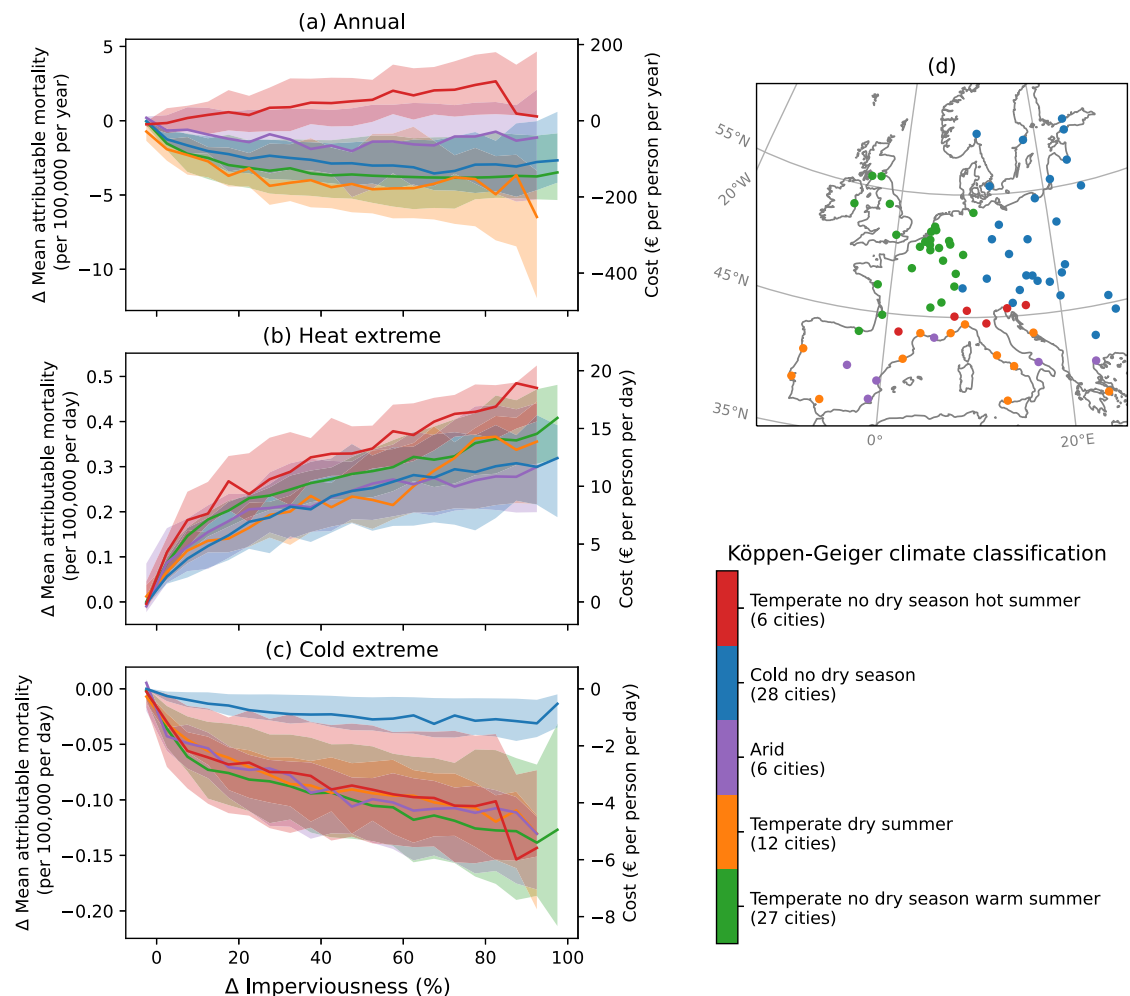 (a) Annual
Δ Mean attributable mortality
(per 100,000 per year)
5
0
−5
−10
200
0
−200
−400
Cost (€ per person per year)
(b) Heat extreme
Δ Mean attributable mortality
(per 100,000 per day)
0.5
0.4
0.3
0.2
0.1
0.0
20
15
10
5
0
Cost (€ per person per day)
(c) Cold extreme
Δ Mean attributable mortality
(per 100,000 per day)
0.00
−0.05
−0.10
−0.15
−0.20
0
−2
−4
−6
−8
Cost (€ per person per day)
0 20 40 60 80 100
Δ Imperviousness (%)
(d)
55°N
20°W
45°N
35°N
0°
20°E
Köppen-Geiger climate classification
Temperate no dry season hot summer
(6 cities)
Cold no dry season
(28 cities)
Arid
(6 cities)
Temperate dry summer
(12 cities)
Temperate no dry season warm summer
(27 cities)